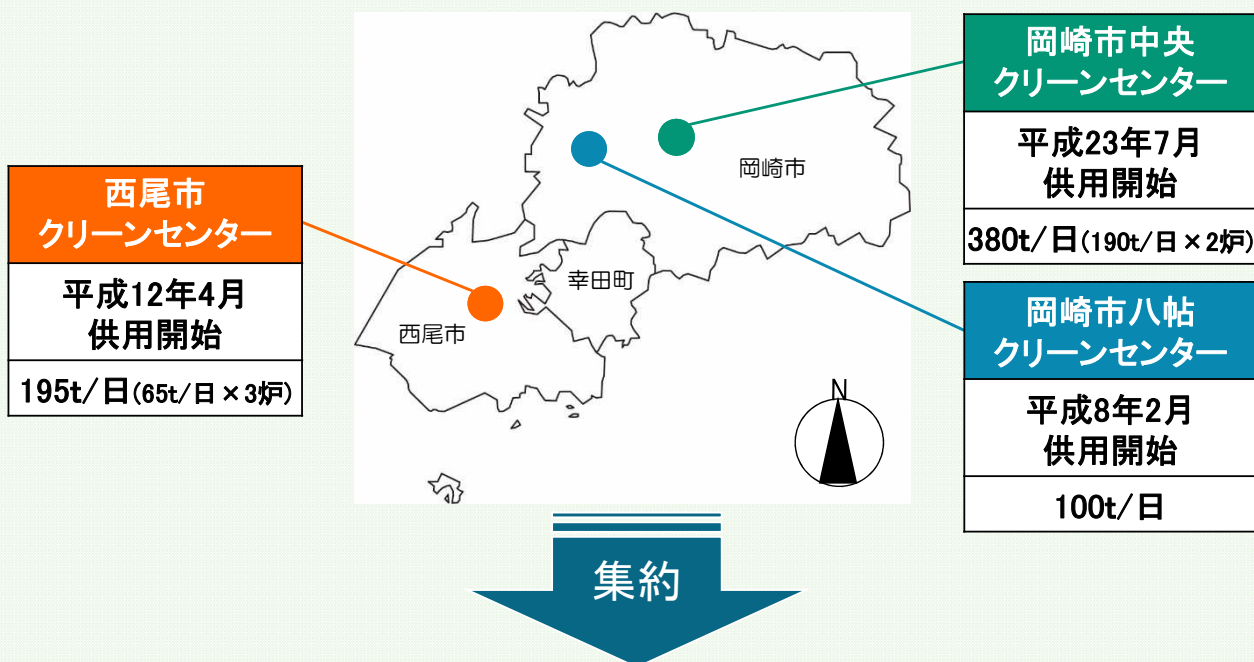 西尾市
クリーンセンター
平成12年4月
供用開始
195t/日(65t/日×3炉)
岡崎市
幸田町
西尾市
N
岡崎市中央
クリーンセンター
平成23年7月
供用開始
380t/日(190t/日×2炉)
岡崎市八帖
クリーンセンター
平成8年2月
供用開始
100t/日
集約